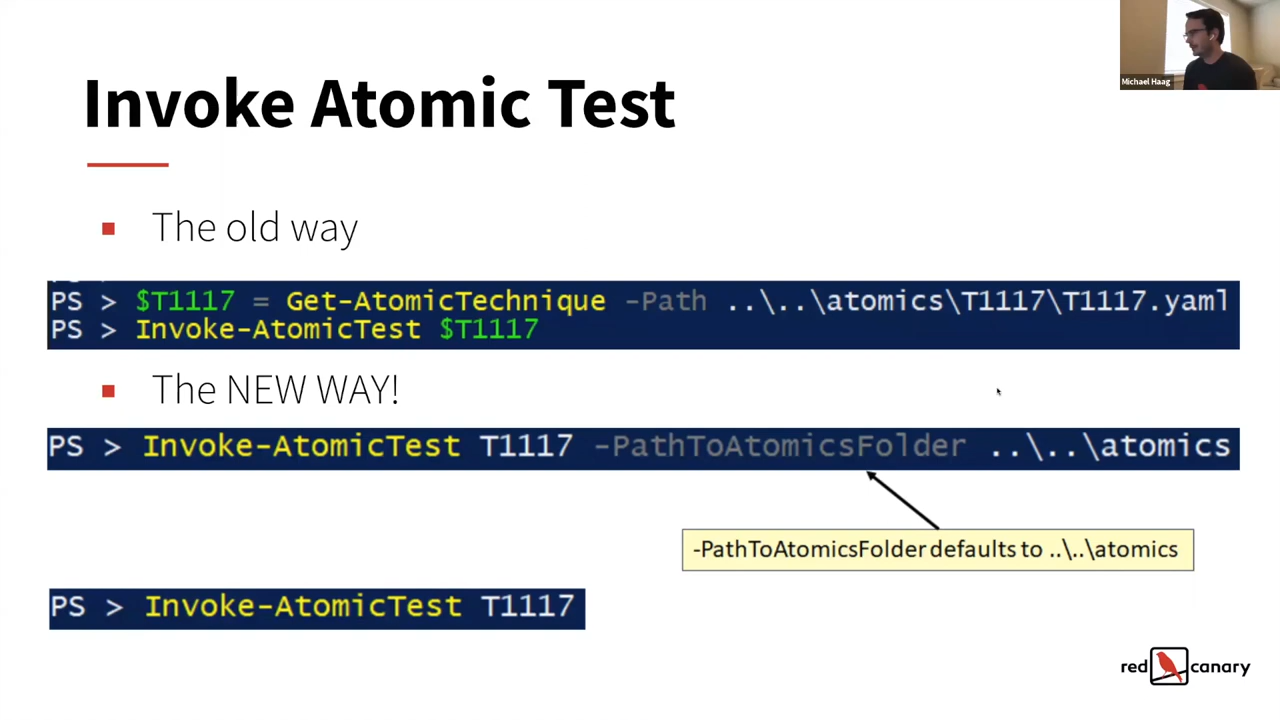 Michael Haag
Invoke Atomic Test
The old way
PS > $T1117 = Get-AtomicTechnique -Path ..\..\atomics\T1117\T1117.yaml
PS > Invoke-AtomicTest $T1117
The NEW WAY!
PS > Invoke-AtomicTest T1117 -PathToAtomicsFolder ..\..\atomics
-PathToAtomicsFolder defaults to ..\..\atomics
PS > Invoke-AtomicTest T1117
red canary